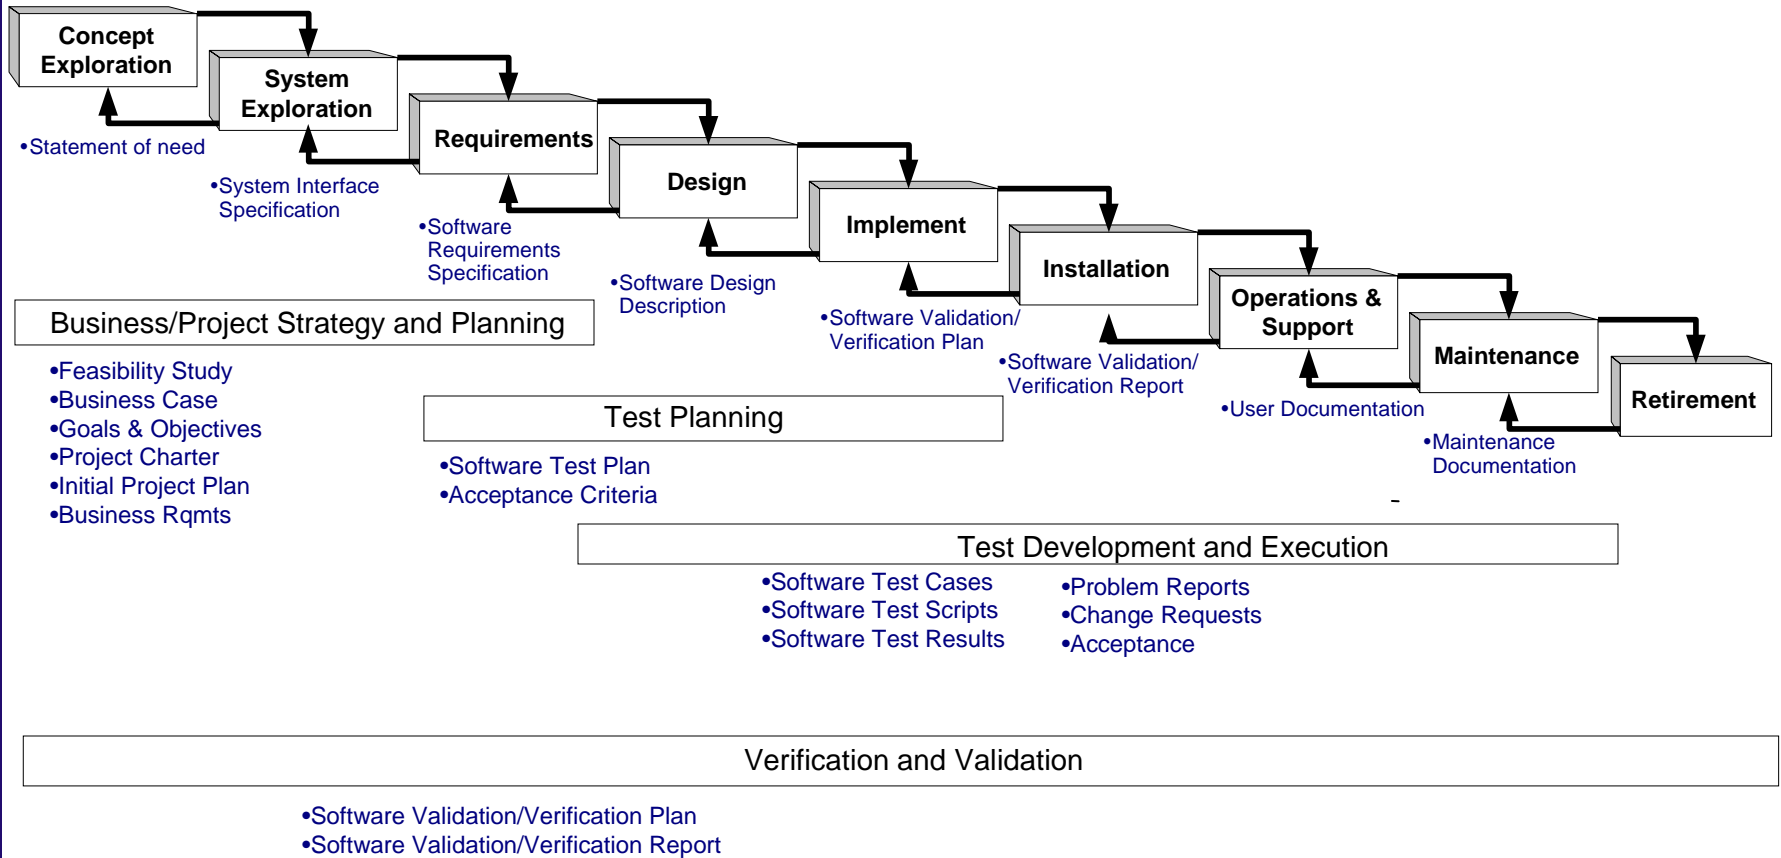 Concept
Exploration
System
Exploration
Requirements
Design
Implement
Installation
Operations &
Support
Maintenance
Retirement
•Statement of need
•System Interface
Specification
•Software
Requirements
Specification
•Software Design
Description
•Software Validation/
Verification Plan
•Software Validation/
Verification Report
•User Documentation
•Maintenance
Documentation
Business/Project Strategy and Planning
•Feasibility Study
•Business Case
•Goals & Objectives
•Project Charter
•Initial Project Plan
•Business Rqmts
Test Planning
•Software Test Plan
•Acceptance Criteria
-
Test Development and Execution
•Software Test Cases
•Software Test Scripts
•Software Test Results
•Problem Reports
•Change Requests
•Acceptance
Verification and Validation
•Software Validation/Verification Plan
•Software Validation/Verification Report